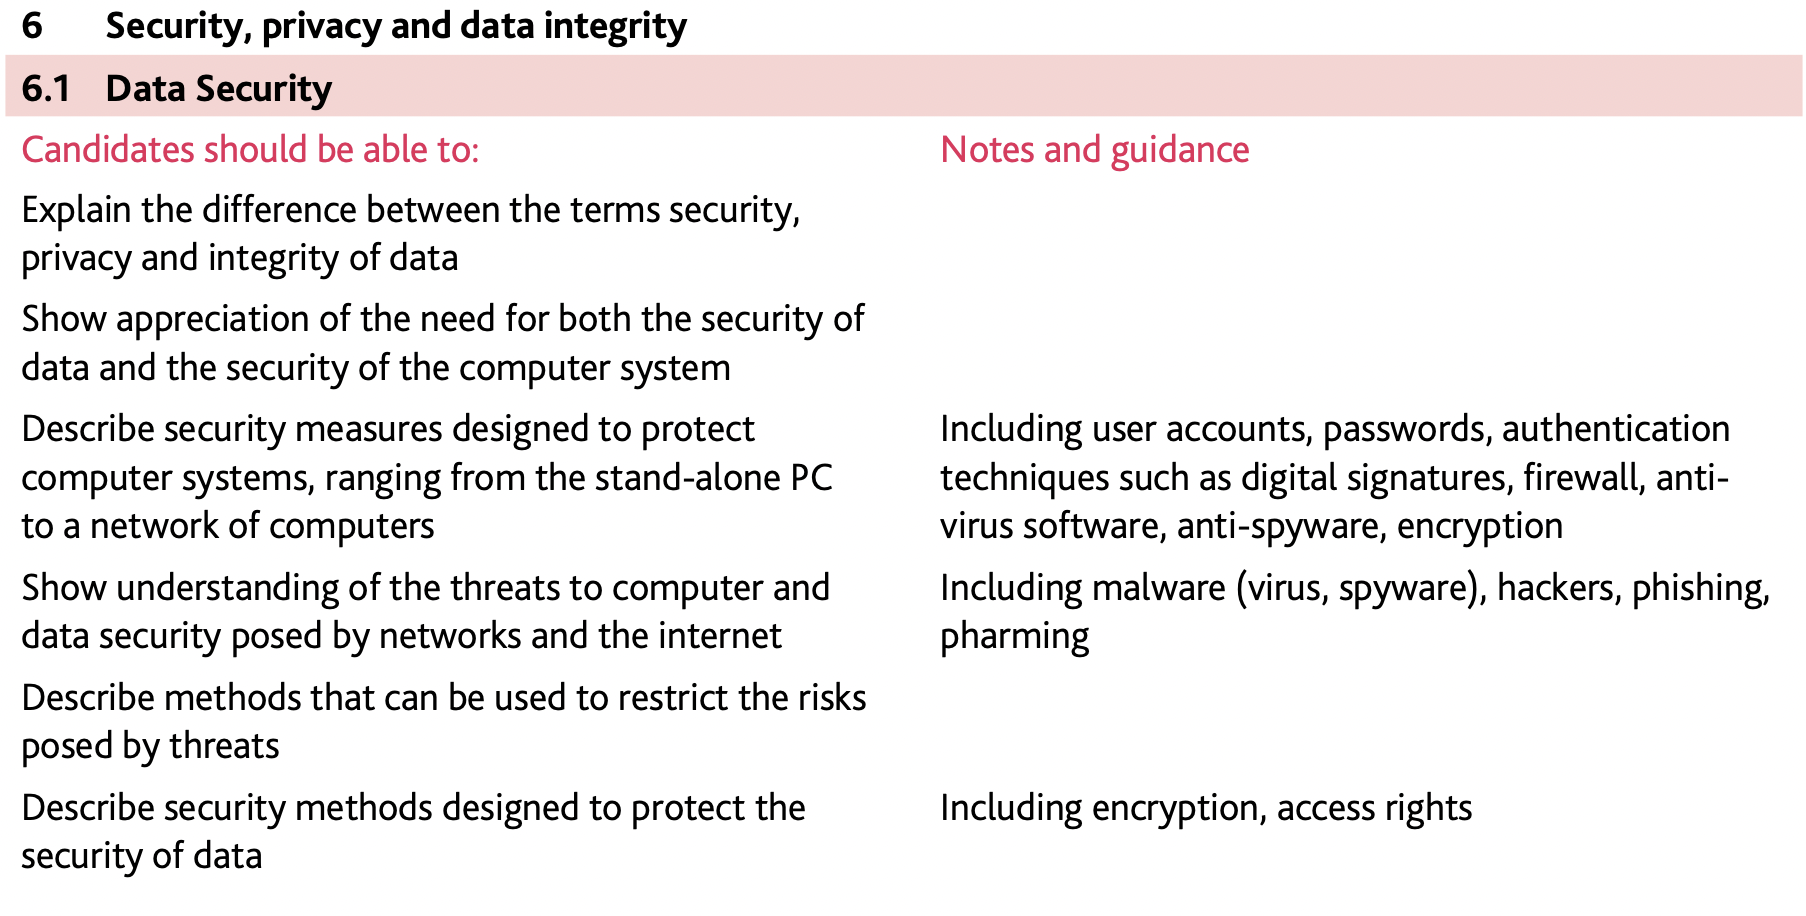 6 Security, privacy and data integrity
6.1 Data Security
Candidates should be able to:
Notes and guidance
Explain the difference between the terms security,
privacy and integrity of data
Show appreciation of the need for both the security of
data and the security of the computer system
Describe security measures designed to protect
computer systems, ranging from the stand-alone PC
to a network of computers
Including user accounts, passwords, authentication
techniques such as digital signatures, firewall, anti-
virus software, anti-spyware, encryption
Show understanding of the threats to computer and
data security posed by networks and the internet
Including malware (virus, spyware), hackers, phishing,
pharming
Describe methods that can be used to restrict the risks
posed by threats
Describe security methods designed to protect the
security of data
Including encryption, access rights